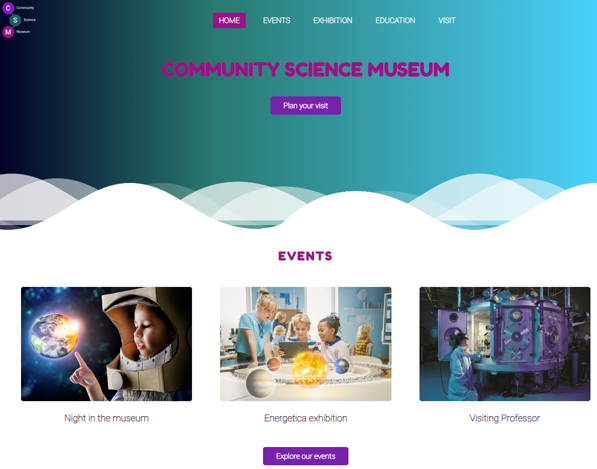 C Community
S Science
M Museum
HOME EVENTS EXHIBITION EDUCATION VISIT
COMMUNITY SCIENCE MUSEUM
Plan your visit
EVENTS
Night in the museum
Energetica exhibition
Visiting Professor
Explore our events